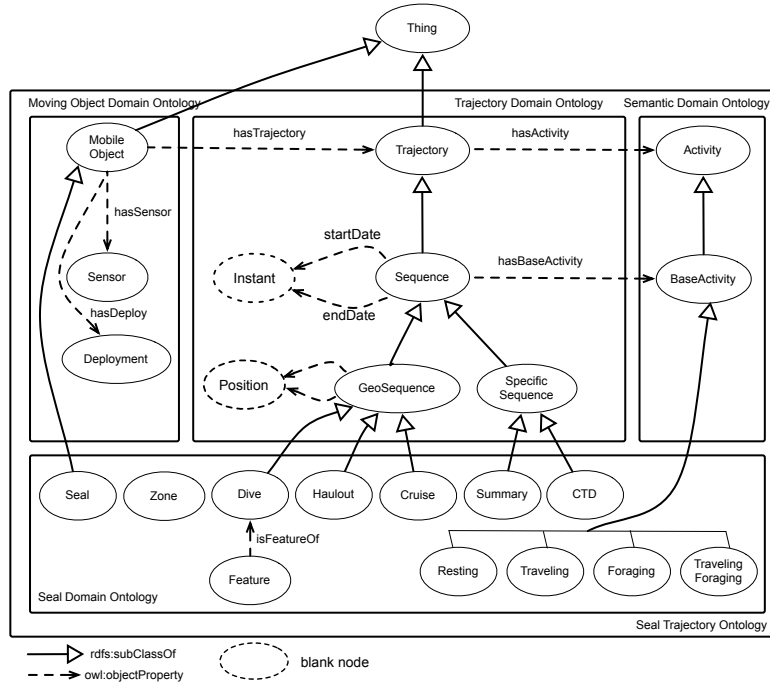 Thing
Moving Object Domain Ontology
Trajectory Domain Ontology
Semantic Domain Ontology
Mobile
Object
hasTrajectory
Trajectory
hasActivity
Activity
hasSensor
startDate
Sensor
Instant
Sequence
hasBaseActivity
BaseActivity
hasDeploy
endDate
Deployment
Position
GeoSequence
Specific
Sequence
Seal
Zone
Dive
Haulout
Cruise
Summary
CTD
isFeatureOf
Feature
Resting
Traveling
Foraging
Traveling
Foraging
Seal Domain Ontology
Seal Trajectory Ontology
rdfs:subClassOf
owl:objectProperty
blank node